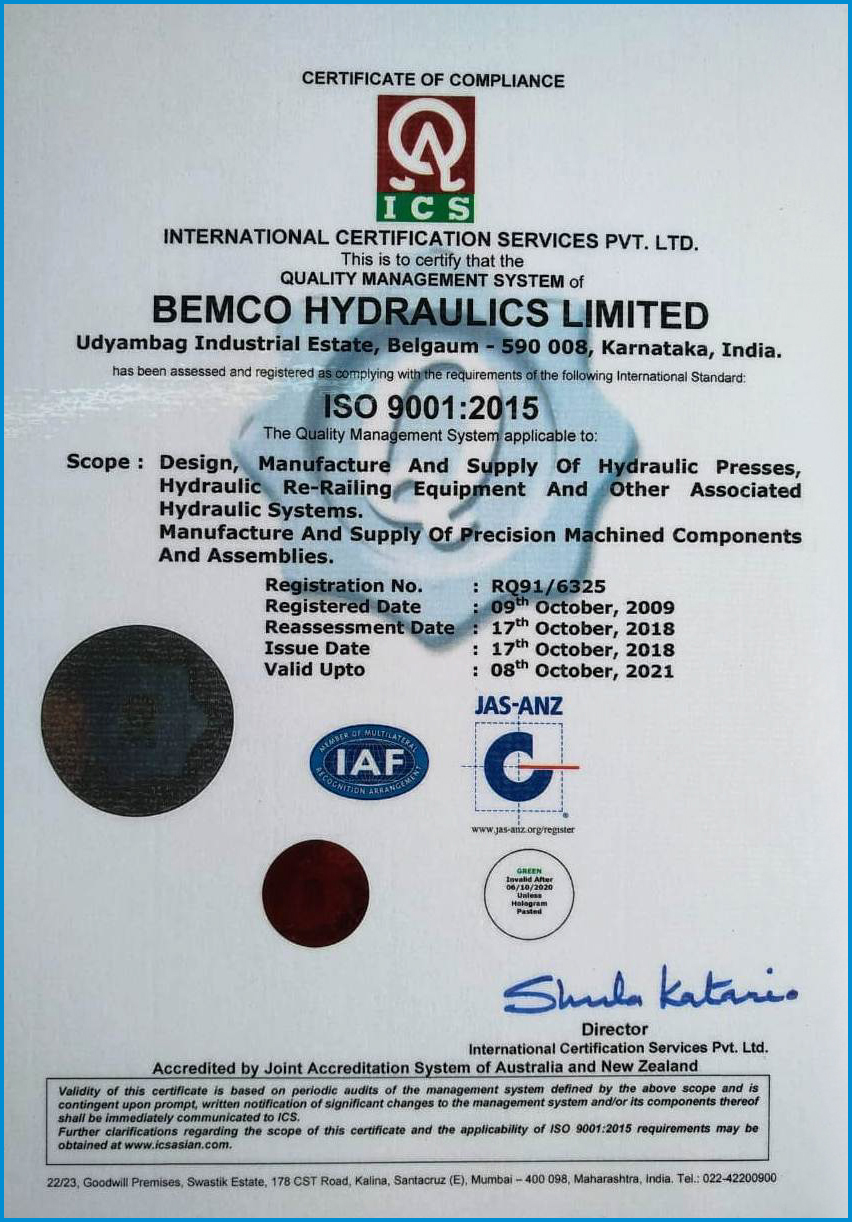 CERTIFICATE OF COMPLIANCE
ICS
INTERNATIONAL CERTIFICATION SERVICES PVT. LTD.
This is to certify that the
QUALITY MANAGEMENT SYSTEM of
BEMCO HYDRAULICS LIMITED
Udyambag Industrial Estate, Belgaum - 590 008, Karnataka, India.
has been assessed and registered as complying with the requirements of the following International Standard:
ISO 9001:2015
The Quality Management System applicable to:
Scope : Design, Manufacture And Supply Of Hydraulic Presses,
Hydraulic Re-Railing Equipment And Other Associated
Hydraulic Systems.
Manufacture And Supply Of Precision Machined Components
And Assemblies.
Registration No. : RQ91/6325
Registered Date : 09th October, 2009
Reassessment Date : 17th October, 2018
Issue Date : 17th October, 2018
Valid Upto : 08th October, 2021
JAS-ANZ
MEMBER OF MULTILATERAL
IAF
RECOGNITION ARRANGEMENT
www.jas-anz.org/register
GREEN
Invalid After
06/10/2020
Unless
Hologram
Pasted
Director
International Certification Services Pvt. Ltd.
Accredited by Joint Accreditation System of Australia and New Zealand
Validity of this certificate is based on periodic audits of the management system defined by the above scope and is
contingent upon prompt, written notification of significant changes to the management system and/or its components thereof
shall be immediately communicated to ICS.
Further clarifications regarding the scope of this certificate and the applicability of ISO 9001:2015 requirements may be
obtained at www.icsasian.com.
22/23, Goodwill Premises, Swastik Estate, 178 CST Road, Kalina, Santacruz (E), Mumbai – 400 098, Maharashtra, India. Tel.: 022-42200900